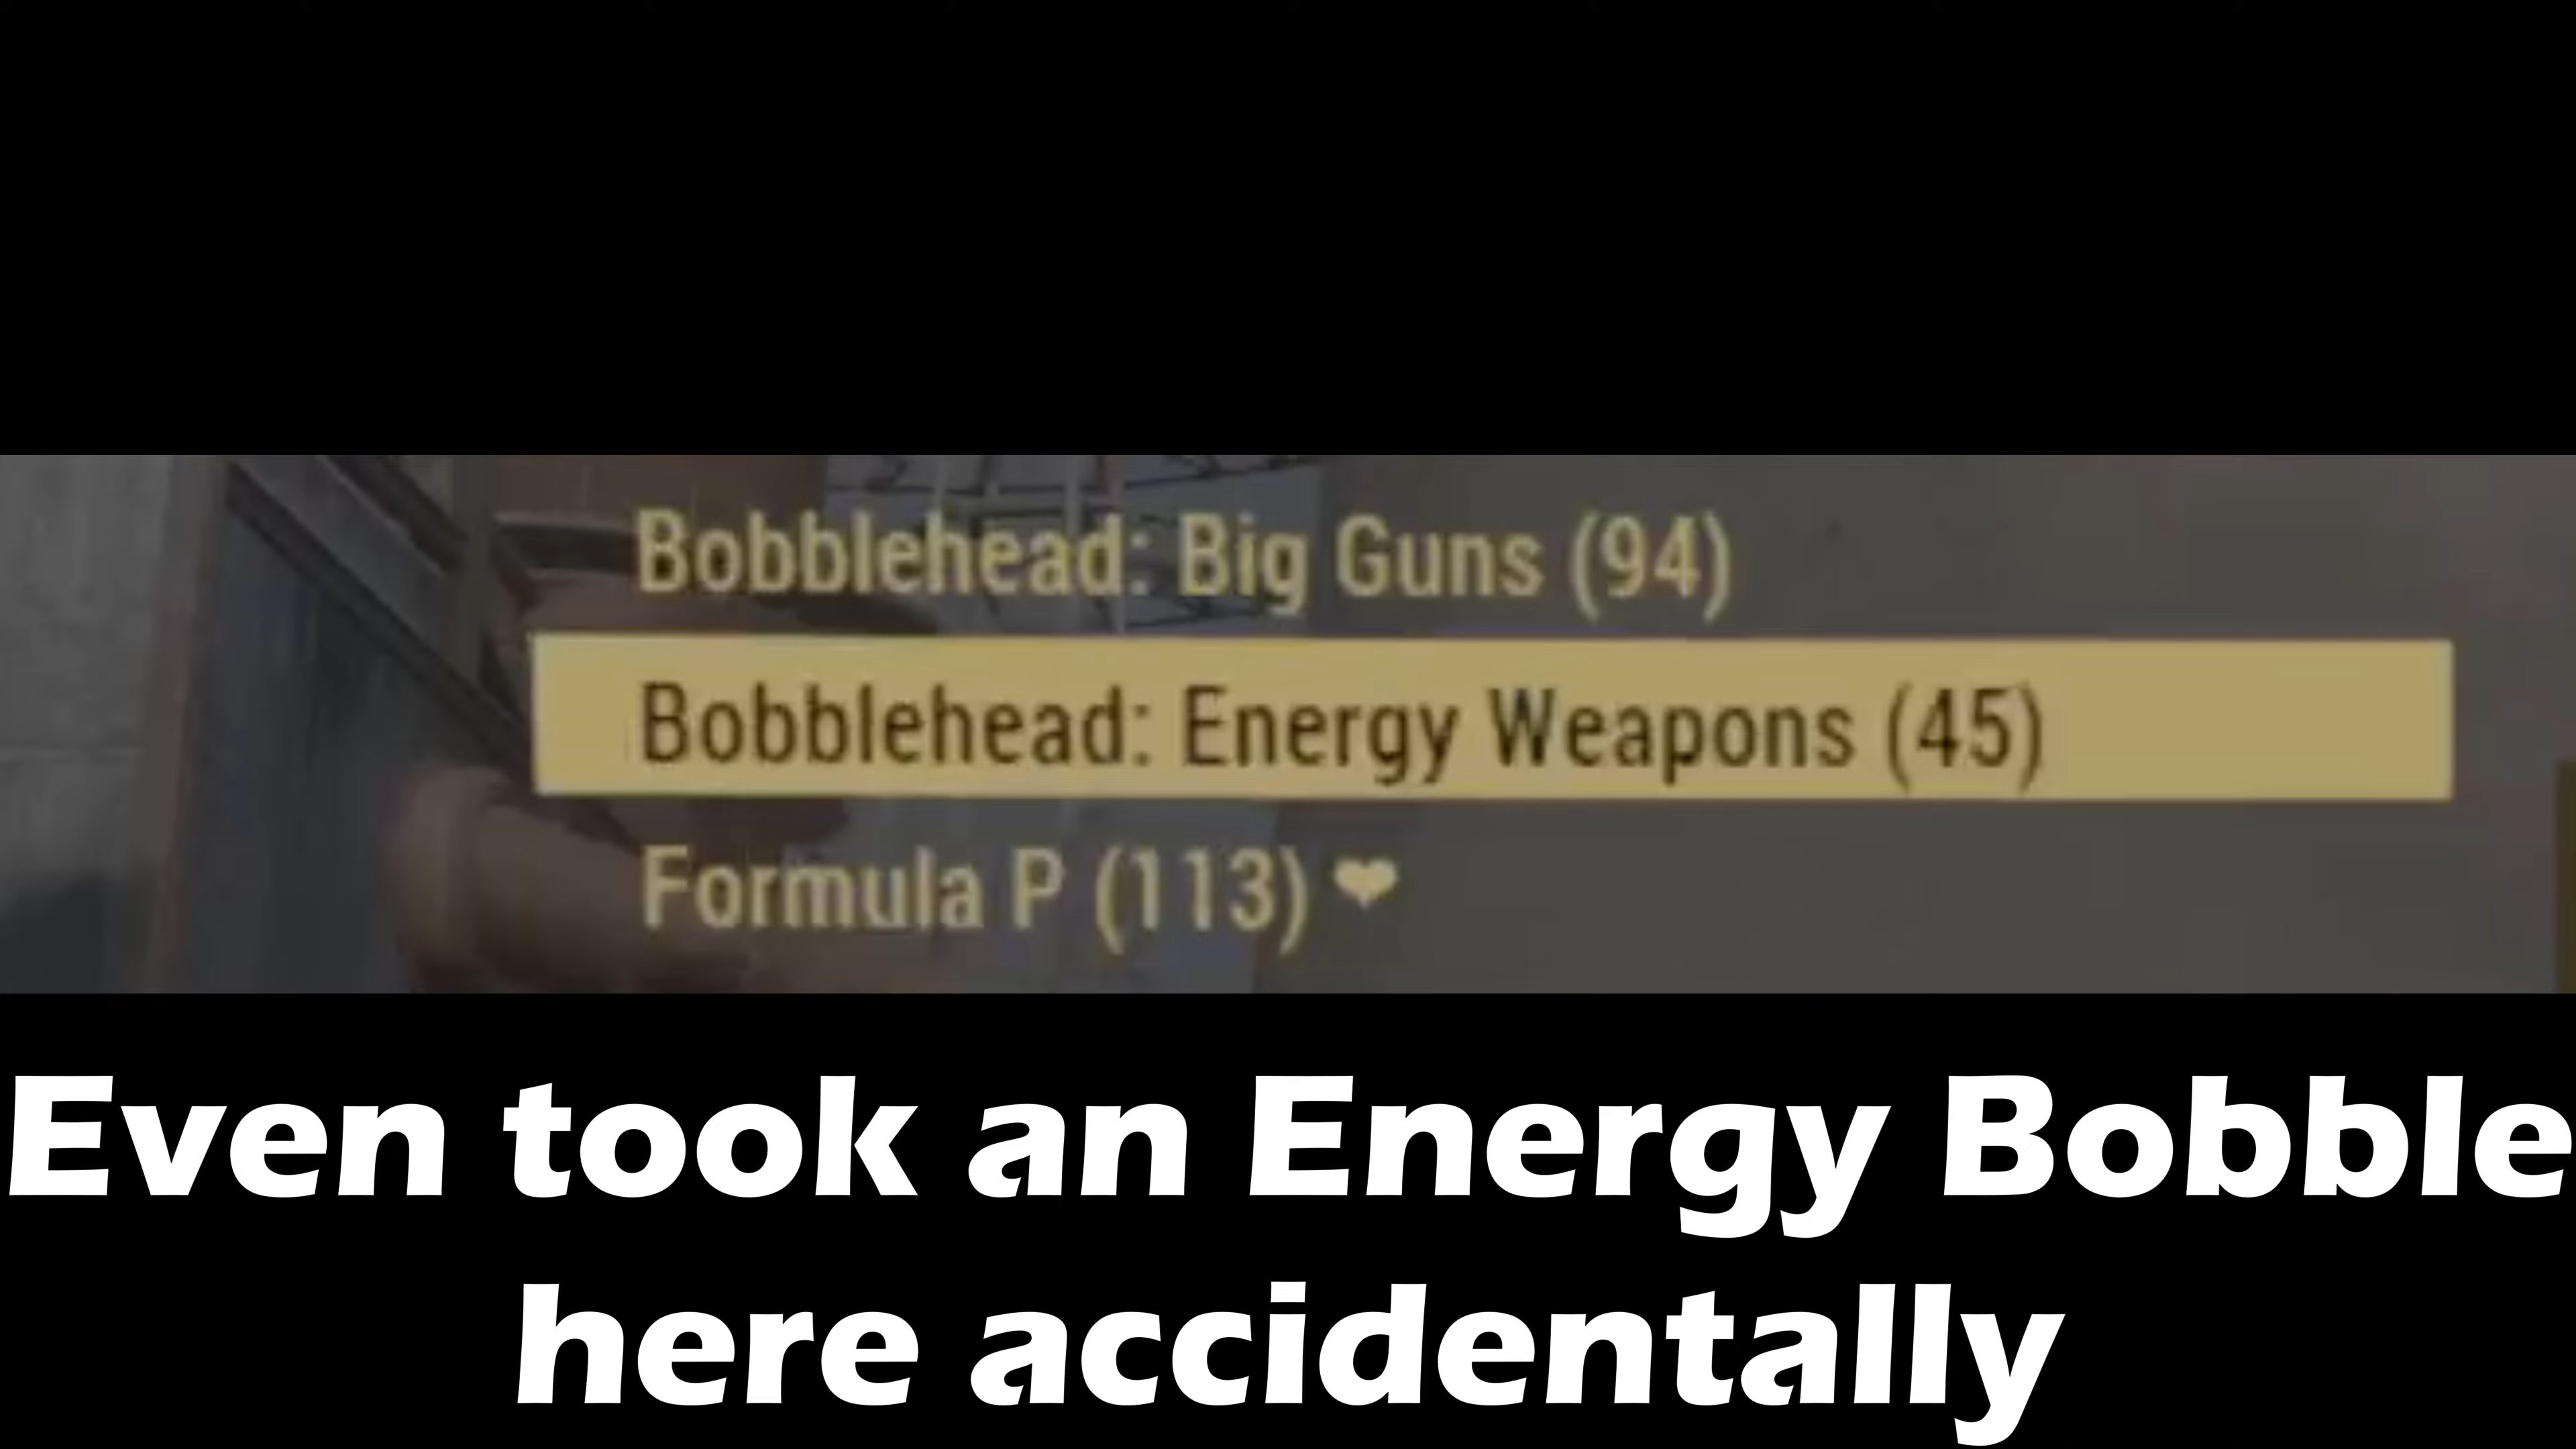 Bobblehead: Big Guns (94)
Bobblehead: Energy Weapons (45)
Formula P (113) ❤
Even took an Energy Bobble
here accidentally